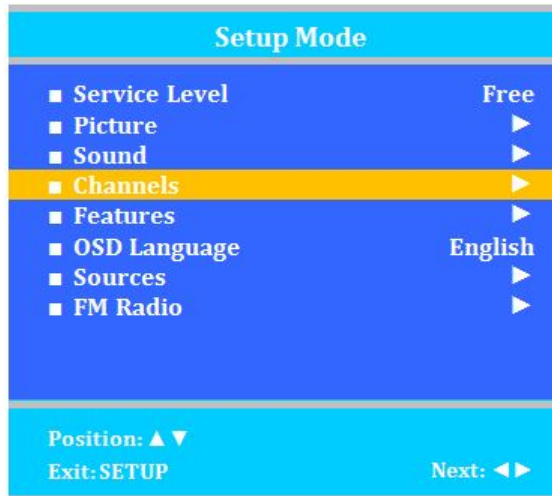 Setup Mode
■ Service Level Free
■ Picture ▶
■ Sound ▶
■ Channels ▶
■ Features ▶
■ OSD Language English
■ Sources ▶
■ FM Radio ▶
Position: ▲ ▼
Exit: SETUP Next: ◀ ▶